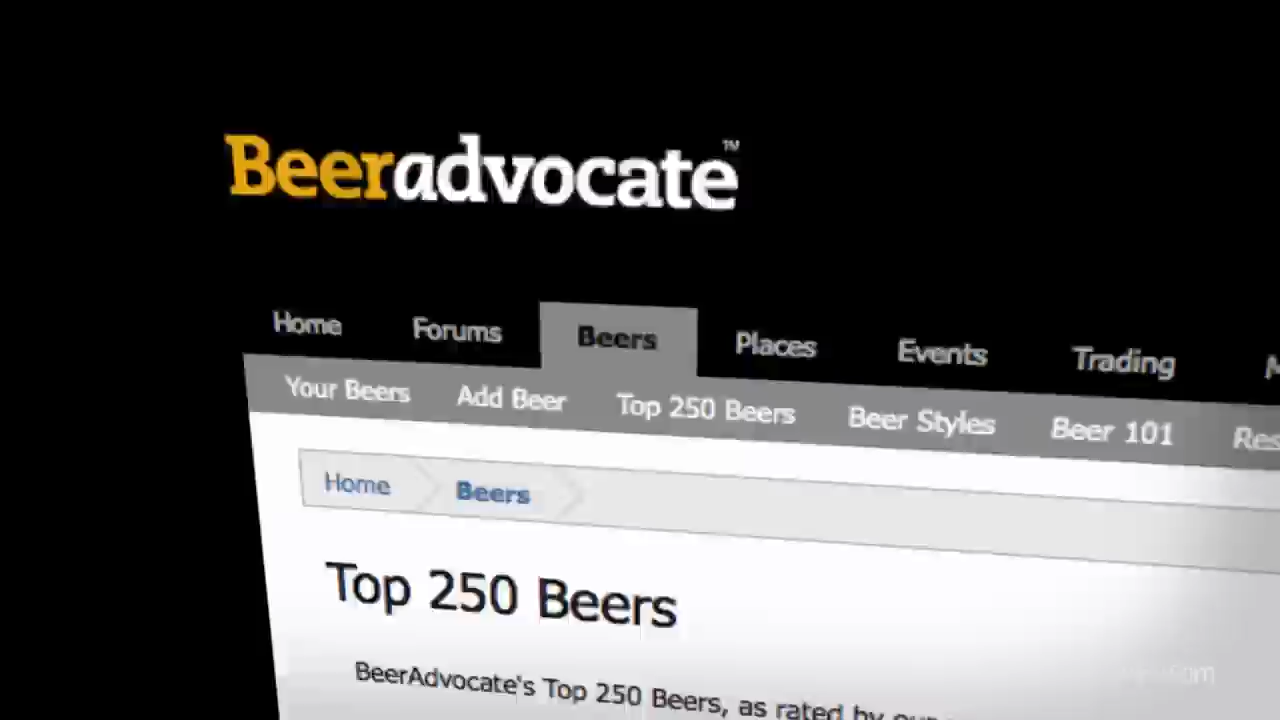 Beeradvocate™
Home Forums Beers Places Events Trading
Your Beers Add Beer Top 250 Beers Beer Styles Beer 101
Home Beers
Top 250 Beers
BeerAdvocate's Top 250 Beers, as rated by